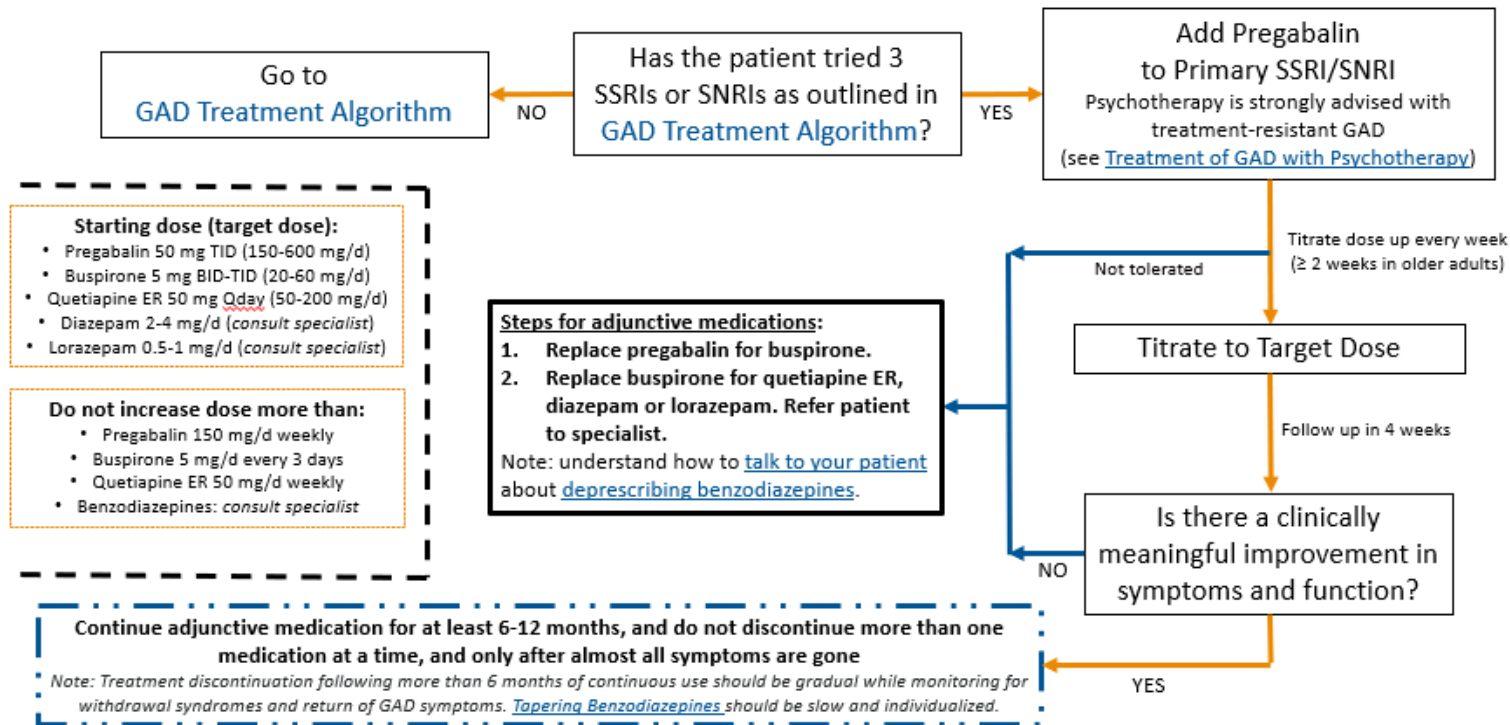 Go to
GAD Treatment Algorithm
NO
Has the patient tried 3
SSRIs or SNRIs as outlined in
GAD Treatment Algorithm?
YES
Add Pregabalin
to Primary SSRI/SNRI
Psychotherapy is strongly advised with
treatment-resistant GAD
(see Treatment of GAD with Psychotherapy)
Starting dose (target dose):
• Pregabalin 50 mg TID (150-600 mg/d)
• Buspirone 5 mg BID-TID (20-60 mg/d)
• Quetiapine ER 50 mg Qday (50-200 mg/d)
• Diazepam 2-4 mg/d (consult specialist)
• Lorazepam 0.5-1 mg/d (consult specialist)
Do not increase dose more than:
• Pregabalin 150 mg/d weekly
• Buspirone 5 mg/d every 3 days
• Quetiapine ER 50 mg/d weekly
• Benzodiazepines: consult specialist
Titrate dose up every week
(≥ 2 weeks in older adults)
Not tolerated
Steps for adjunctive medications:
1. Replace pregabalin for buspirone.
2. Replace buspirone for quetiapine ER,
diazepam or lorazepam. Refer patient
to specialist.
Note: understand how to talk to your patient
about deprescribing benzodiazepines.
Titrate to Target Dose
Follow up in 4 weeks
Is there a clinically
meaningful improvement in
symptoms and function?
NO
YES
Continue adjunctive medication for at least 6-12 months, and do not discontinue more than one
medication at a time, and only after almost all symptoms are gone
Note: Treatment discontinuation following more than 6 months of continuous use should be gradual while monitoring for
withdrawal syndromes and return of GAD symptoms. Tapering Benzodiazepines should be slow and individualized.